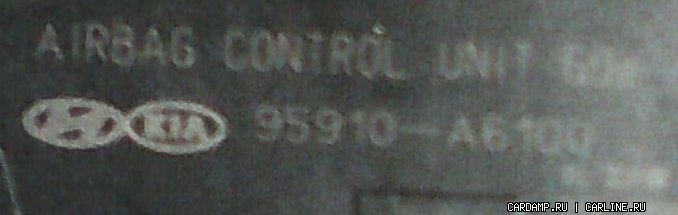 AIRBAG CONTROL UNIT
KIA 95910-A6100
CARDAMP.RU | CARLINE.RU